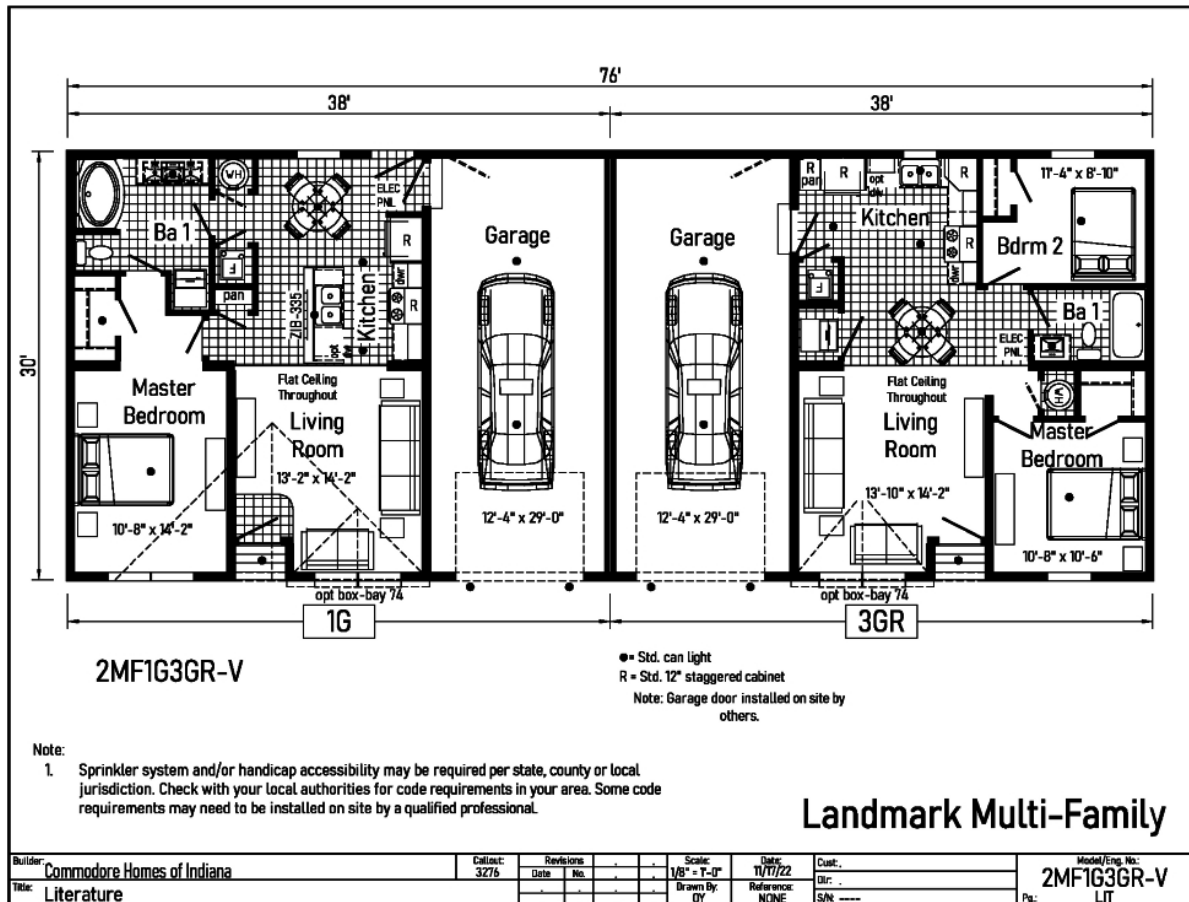 76'
38'
38'
30'
Ba 1
WH
F
pan
ELEC
PNL
R
dwr
R
Kitchen
ZIB-335
opt
dw
Garage
Garage
R
pan
R
opt
dw
R
Kitchen
R
dwr
F
11'-4" x 8'-10"
Bdrm 2
Ba 1
ELEC
PNL
WH
Master
Bedroom
10'-8" x 14'-2"
Flat Ceiling
Throughout
Living
Room
13'-2" x 14'-2"
12'-4" x 29'-0"
12'-4" x 29'-0"
Flat Ceiling
Throughout
Living
Room
13'-10" x 14'-2"
Master
Bedroom
10'-8" x 10'-6"
opt box-bay 74
opt box-bay 74
1G
3GR
2MF1G3GR-V
●= Std. can light
R = Std. 12" staggered cabinet
Note: Garage door installed on site by
others.
Note:
1. Sprinkler system and/or handicap accessibility may be required per state, county or local
jurisdiction. Check with your local authorities for code requirements in your area. Some code
requirements may need to be installed on site by a qualified professional.
Landmark Multi-Family
Builder: Commodore Homes of Indiana
Title: Literature
Callout:
3276
Revisions
Date No.
Scale:
1/8" = 1'-0"
Drawn By:
OY
Date:
11/17/22
Reference:
NONE
Cust: .
Dlr: .
S/N: ----
Model/Eng. No.:
2MF1G3GR-V
Pg.: LIT